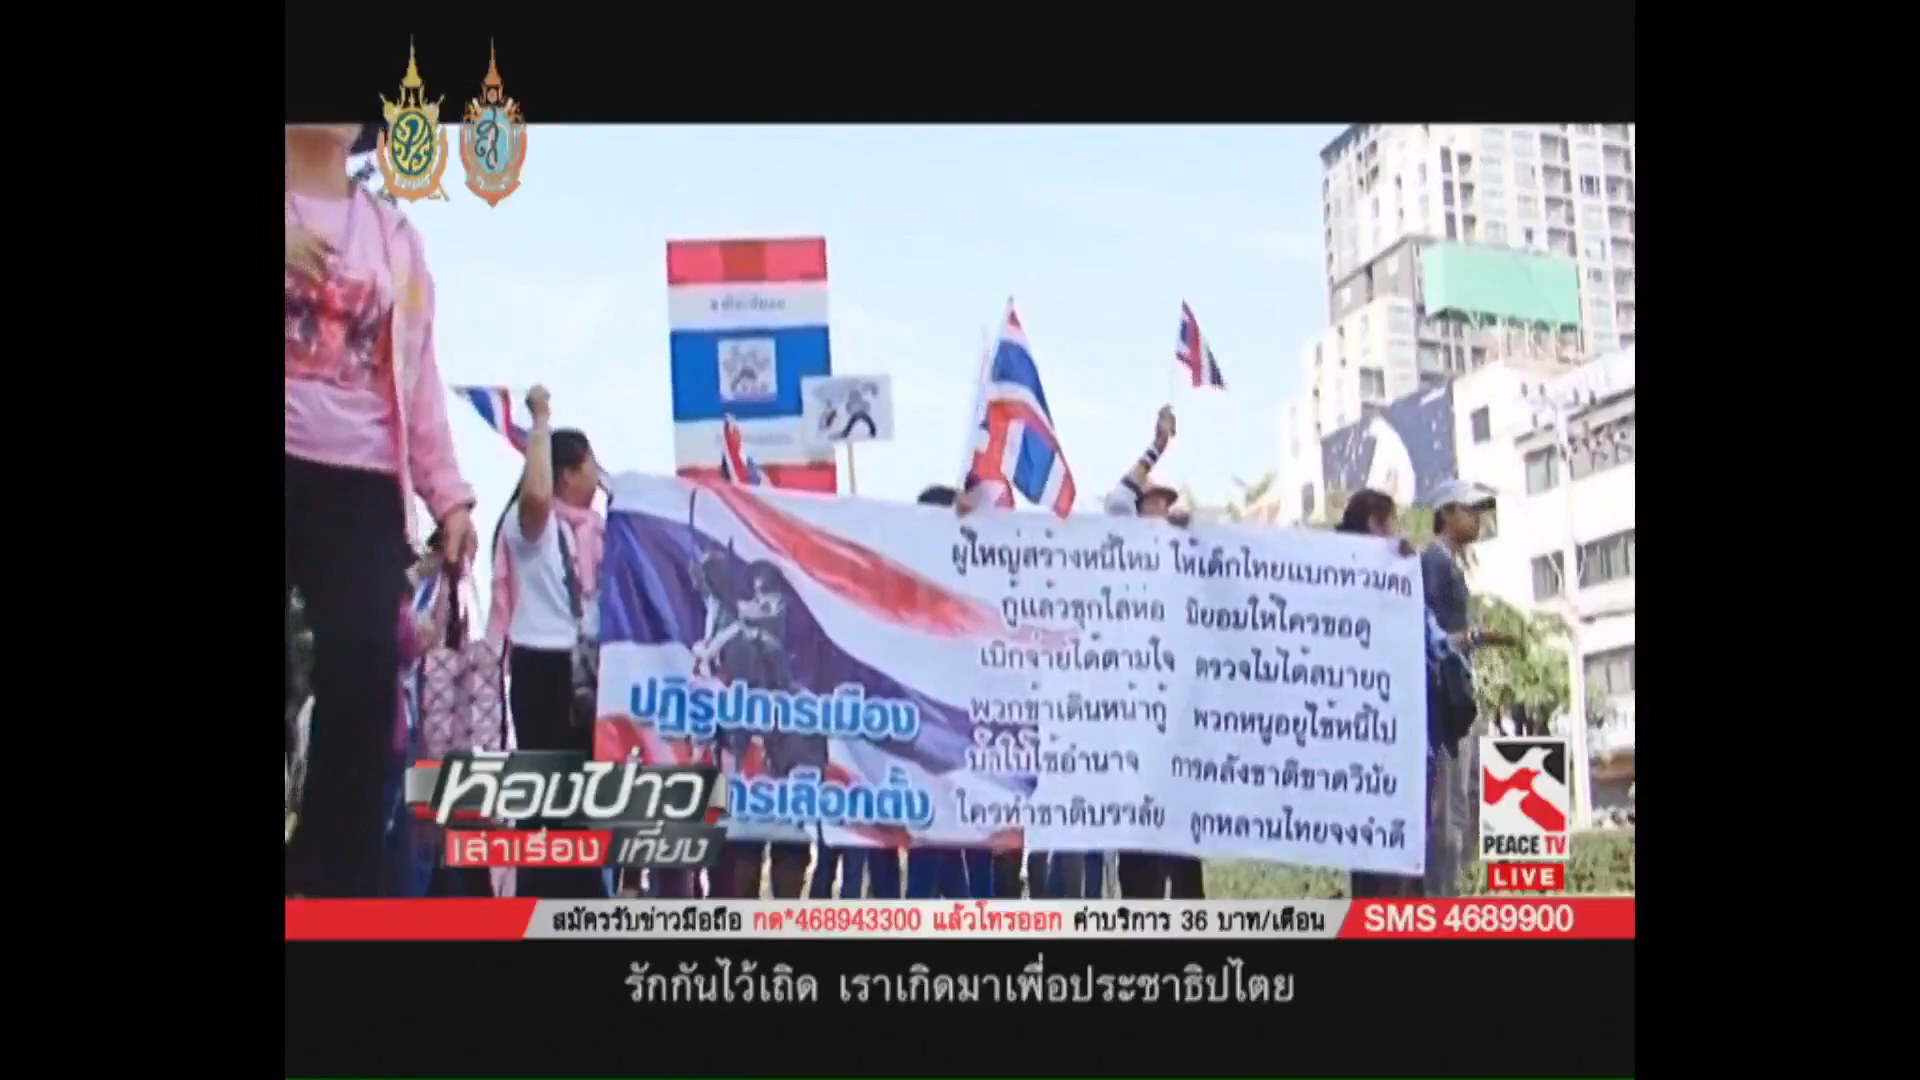 ผู้ใหญ่สร้างหนี้ใหม่ ให้เด็กไทยแบกท่วมคอ
กู้แล้วซุกใส่ห่อ มิยอมให้ใครขอดู
เบิกจ่ายได้ตามใจ ตรวจไม่ได้สบายกู
พวกข้าเดินหน้ากู้ พวกหนูอยู่ใช้หนี้ไป
การคลังชาติขาดวินัย
ใครทำชาติบรรลัย ลูกหลานไทยจงจำดี
ปฏิรูปการเมือง
การเลือกตั้ง
ห้องข่าว
เล่าเรื่อง เที่ยง
PEACE TV
LIVE
สมัครรับข่าวมือถือ กด*468943300 แล้วโทรออก ค่าบริการ 36 บาท/เดือน SMS 4689900
รักกันไว้เถิด เราเกิดมาเพื่อประชาธิปไตย